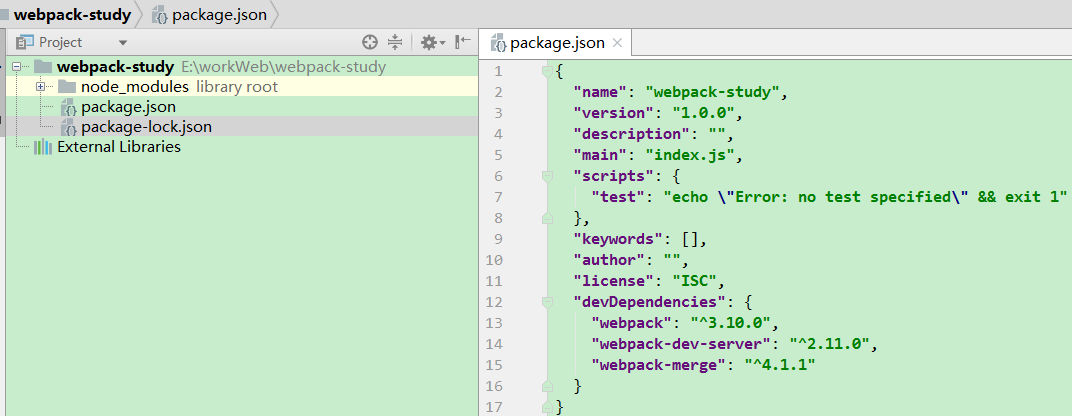 webpack-study package.json
Project
package.json
webpack-study E:\workWeb\webpack-study
node_modules library root
package.json
package-lock.json
External Libraries
1 {
2 "name": "webpack-study",
3 "version": "1.0.0",
4 "description": "",
5 "main": "index.js",
6 "scripts": {
7 "test": "echo \"Error: no test specified\" && exit 1"
8 },
9 "keywords": [],
10 "author": "",
11 "license": "ISC",
12 "devDependencies": {
13 "webpack": "^3.10.0",
14 "webpack-dev-server": "^2.11.0",
15 "webpack-merge": "^4.1.1"
16 }
17 }